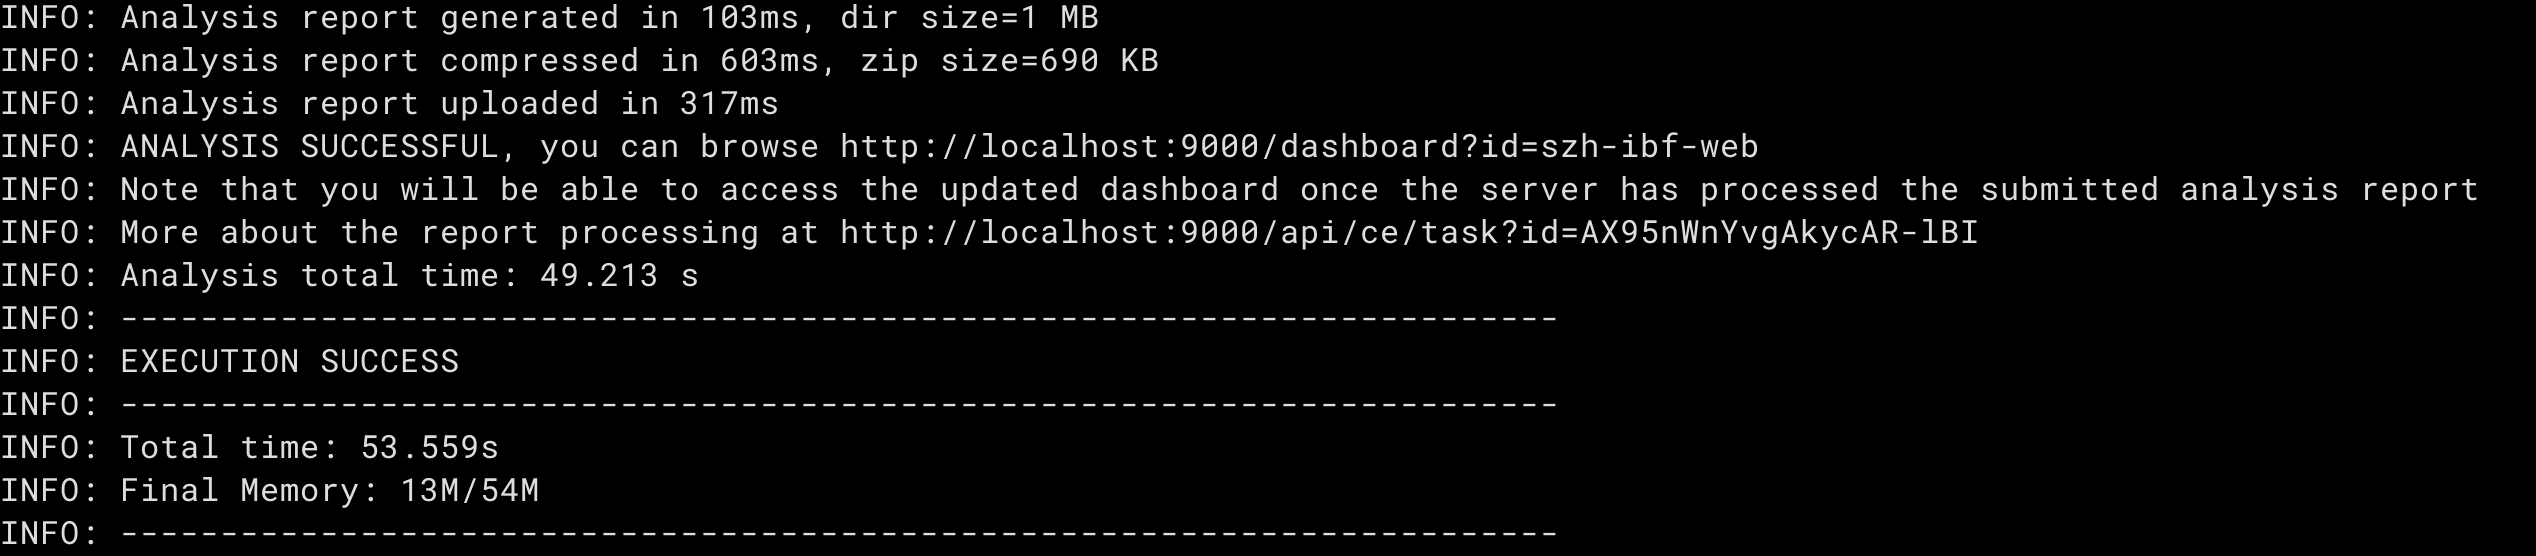 INFO: Analysis report generated in 103ms, dir size=1 MB
INFO: Analysis report compressed in 603ms, zip size=690 KB
INFO: Analysis report uploaded in 317ms
INFO: ANALYSIS SUCCESSFUL, you can browse http://localhost:9000/dashboard?id=szh-ibf-web
INFO: Note that you will be able to access the updated dashboard once the server has processed the submitted analysis report
INFO: More about the report processing at http://localhost:9000/api/ce/task?id=AX95nWnYvgAkycAR-lBI
INFO: Analysis total time: 49.213 s
INFO: ------------------------------------------------------------------------
INFO: EXECUTION SUCCESS
INFO: ------------------------------------------------------------------------
INFO: Total time: 53.559s
INFO: Final Memory: 13M/54M
INFO: ------------------------------------------------------------------------